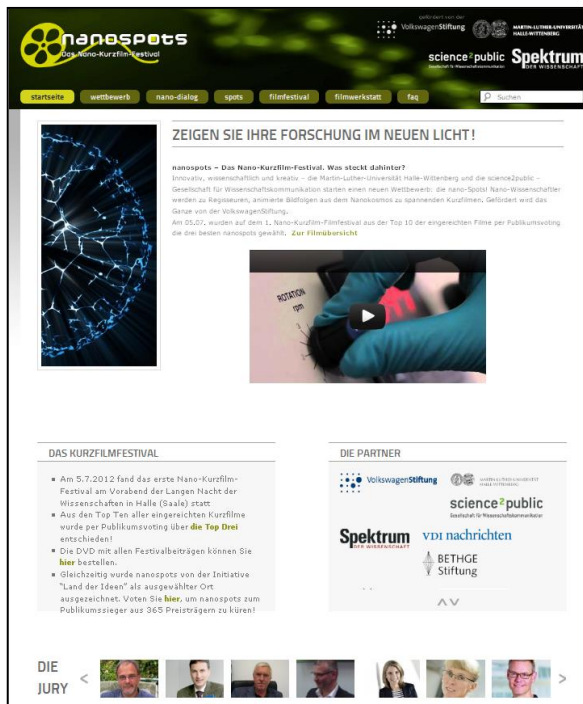 nanospots
Das Nano-Kurzfilm-Festival
gefördert von der
VolkswagenStiftung
MARTIN-LUTHER-UNIVERSITÄT
HALLE-WITTENBERG
science2public
Gesellschaft für Wissenschaftskommunikation
Spektrum
DER WISSENSCHAFT
startseite wettbewerb nano-dialog spots filmfestival filmwerkstatt faq Suchen
ZEIGEN SIE IHRE FORSCHUNG IM NEUEN LICHT!
nanospots – Das Nano-Kurzfilm-Festival. Was steckt dahinter?
Innovativ, wissenschaftlich und kreativ – die Martin-Luther-Universität Halle-Wittenberg und die science2public –
Gesellschaft für Wissenschaftskommunikation starten einen neuen Wettbewerb: die nano-Spots! Nano-Wissenschaftler
werden zu Regisseuren, animierte Bildfolgen aus dem Nanokosmos zu spannenden Kurzfilmen. Gefördert wird das
Ganze von der VolkswagenStiftung.
Am 05.07. wurden auf dem 1. Nano-Kurzfilm-Filmfestival aus der Top 10 der eingereichten Filme per Publikumsvoting
die drei besten nanospots gewählt. Zur Filmübersicht
ROTATION
rpm
DAS KURZFILMFESTIVAL
Am 5.7.2012 fand das erste Nano-Kurzfilm-
Festival am Vorabend der Langen Nacht der
Wissenschaften in Halle (Saale) statt
Aus den Top Ten aller eingereichten Kurzfilme
wurde per Publikumsvoting über die Top Drei
entschieden!
Die DVD mit allen Festivalbeiträgen können Sie
hier bestellen.
Gleichzeitig wurde nanospots von der Initiative
"Land der Ideen" als ausgewählter Ort
ausgezeichnet. Voten Sie hier, um nanospots zum
Publikumssieger aus 365 Preisträgern zu küren!
DIE PARTNER
VolkswagenStiftung
MARTIN-LUTHER-UNIVERSITÄT
HALLE-WITTENBERG
science2public
Gesellschaft für Wissenschaftskommunikation
Spektrum
DER WISSENSCHAFT
VDI nachrichten
BETHGE
Stiftung
DIE
JURY